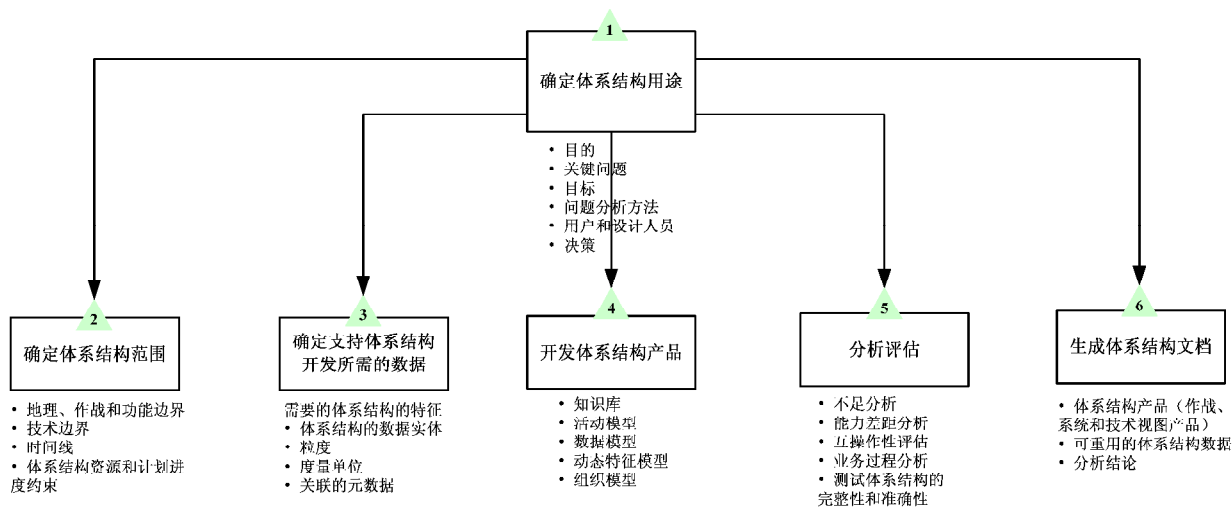 1
确定体系结构用途
• 目的
• 关键问题
• 目标
• 问题分析方法
• 用户和设计人员
• 决策
2
确定体系结构范围
• 地理、作战和功能边界
• 技术边界
• 时间线
• 体系结构资源和计划进
度约束
3
确定支持体系结构
开发所需的数据
需要的体系结构的特征
• 体系结构的数据实体
• 粒度
• 度量单位
• 关联的元数据
4
开发体系结构产品
• 知识库
• 活动模型
• 数据模型
• 动态特征模型
• 组织模型
5
分析评估
• 不足分析
• 能力差距分析
• 互操作性评估
• 业务过程分析
• 测试体系结构的
完整性和准确性
6
生成体系结构文档
• 体系结构产品（作战、
系统和技术视图产品）
• 可重用的体系结构数据
• 分析结论